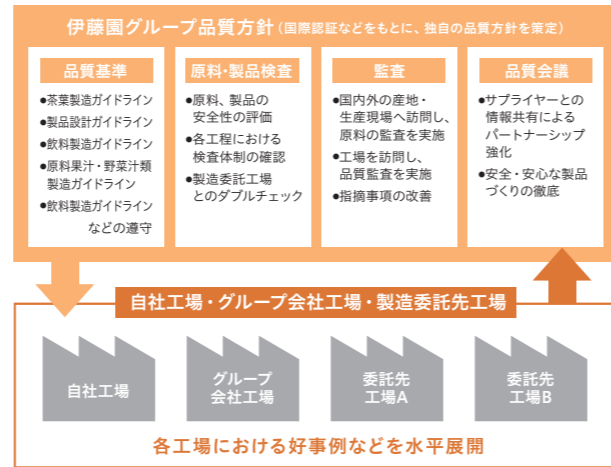 伊藤園グループ品質方針（国際認証などをもとに、独自の品質方針を策定）
品質基準
●茶葉製造ガイドライン
●製品設計ガイドライン
●飲料製造ガイドライン
●原料果汁・野菜汁類
製造ガイドライン
●飲料製造ガイドライン
などの遵守
原料・製品検査
●原料、製品の
安全性の評価
●各工程における
検査体制の確認
●製造委託工場
とのダブルチェック
監査
●国内外の産地・
生産現場へ訪問し、
原料の監査を実施
●工場を訪問し、
品質監査を実施
●指摘事項の改善
品質会議
●サプライヤーとの
情報共有による
パートナーシップ
強化
●安全・安心な製品
づくりの徹底
自社工場・グループ会社工場・製造委託先工場
自社工場
グループ
会社工場
委託先
工場A
委託先
工場B
各工場における好事例などを水平展開